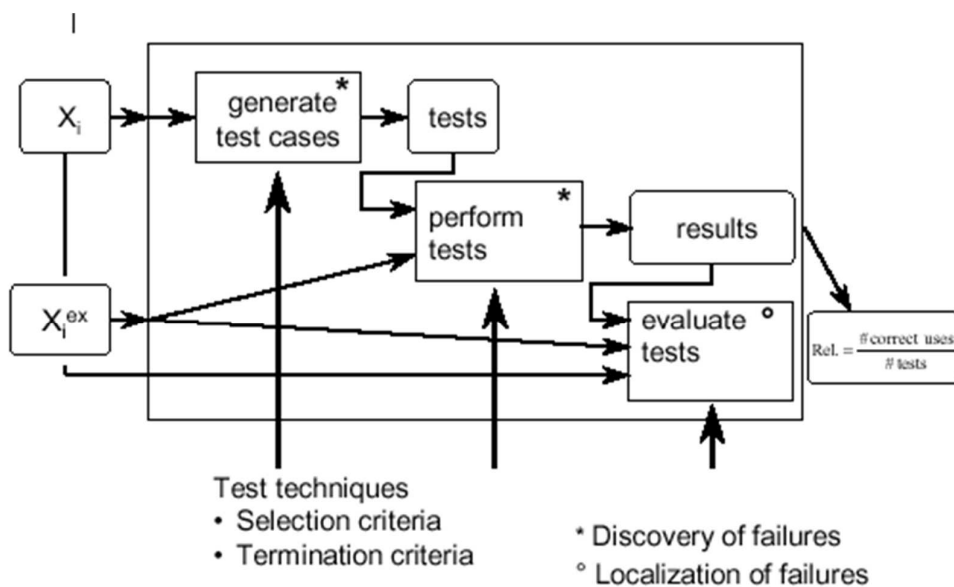 X_i
generate *
test cases
tests
perform *
tests
results
X_i^ex
evaluate °
tests
Rel. = #correct uses / # tests
Test techniques
• Selection criteria
• Termination criteria
* Discovery of failures
° Localization of failures